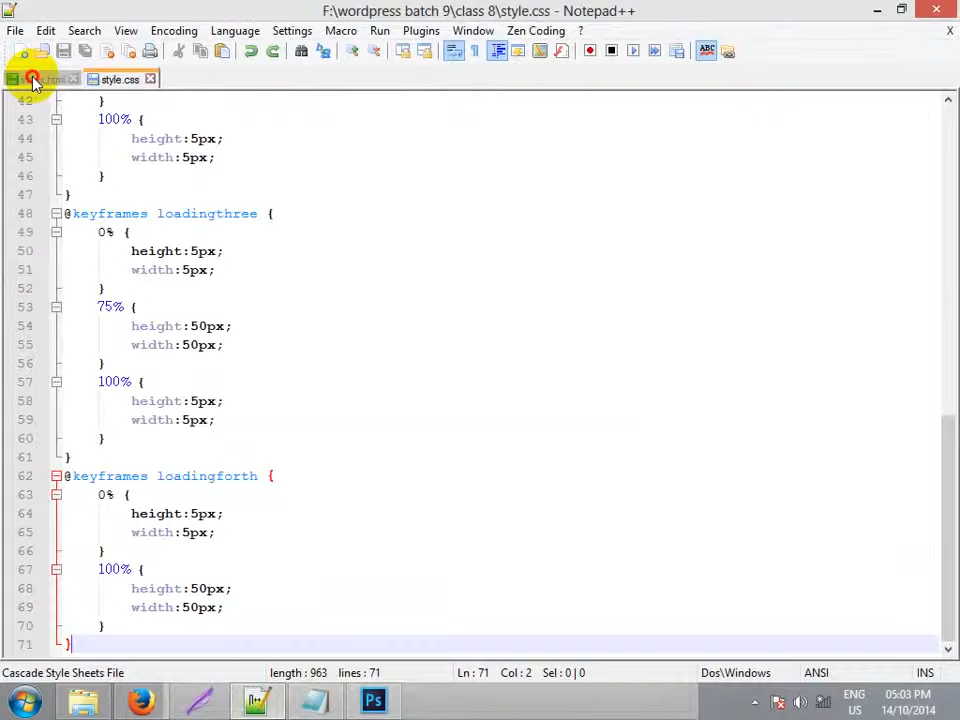 F:\wordpress batch 9\class 8\style.css - Notepad++
File Edit Search View Encoding Language Settings Macro Run Plugins Window Zen Coding ? X
style.css
42 }
43 100% {
44 height:5px;
45 width:5px;
46 }
47 }
48 @keyframes loadingthree {
49 0% {
50 height:5px;
51 width:5px;
52 }
53 75% {
54 height:50px;
55 width:50px;
56 }
57 100% {
58 height:5px;
59 width:5px;
60 }
61 }
62 @keyframes loadingforth {
63 0% {
64 height:5px;
65 width:5px;
66 }
67 100% {
68 height:50px;
69 width:50px;
70 }
71 }
Cascade Style Sheets File length : 963 lines : 71 Ln : 71 Col : 2 Sel : 0 | 0 Dos\Windows ANSI INS
Ps ENG 05:03 PM
US 14/10/2014